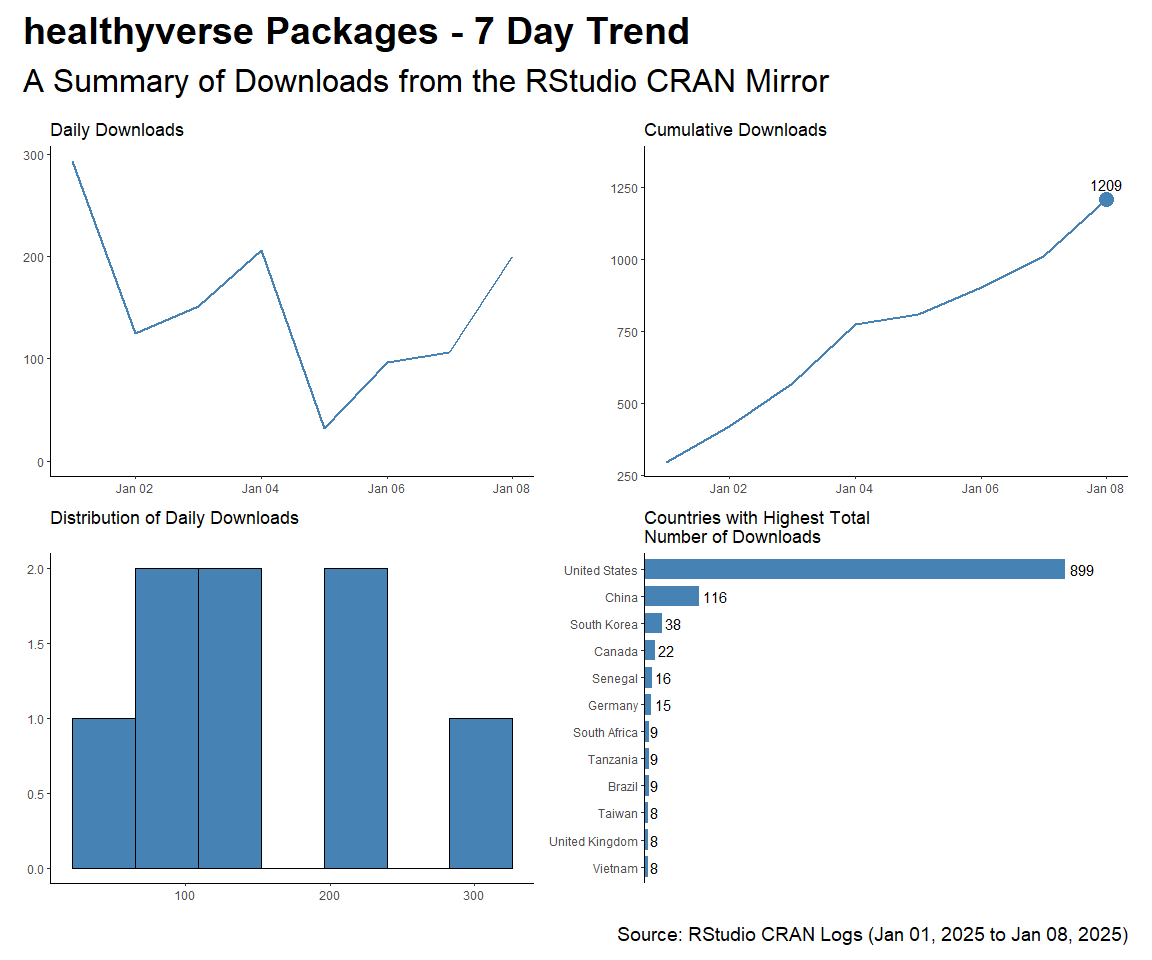 healthyverse Packages - 7 Day Trend
A Summary of Downloads from the RStudio CRAN Mirror
Daily Downloads
300
200
100
0
Jan 02
Jan 04
Jan 06
Jan 08
Cumulative Downloads
1250
1000
750
500
250
1209
Jan 02
Jan 04
Jan 06
Jan 08
Distribution of Daily Downloads
2.0
1.5
1.0
0.5
0.0
100
200
300
Countries with Highest Total
Number of Downloads
United States 899
China 116
South Korea 38
Canada 22
Senegal 16
Germany 15
South Africa 9
Tanzania 9
Brazil 9
Taiwan 8
United Kingdom 8
Vietnam 8
Source: RStudio CRAN Logs (Jan 01, 2025 to Jan 08, 2025)